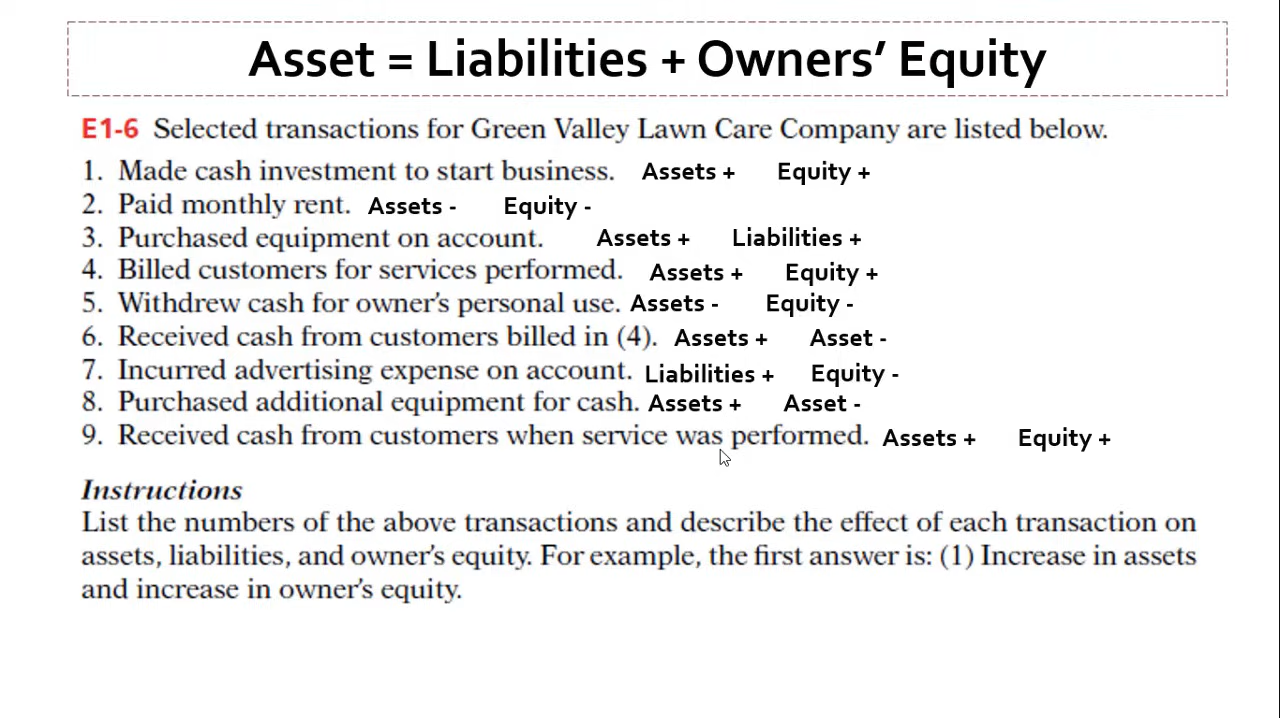 Asset = Liabilities + Owners’ Equity
E1-6 Selected transactions for Green Valley Lawn Care Company are listed below.
1. Made cash investment to start business. Assets + Equity +
2. Paid monthly rent. Assets - Equity -
3. Purchased equipment on account. Assets + Liabilities +
4. Billed customers for services performed. Assets + Equity +
5. Withdrew cash for owner’s personal use. Assets - Equity -
6. Received cash from customers billed in (4). Assets + Asset -
7. Incurred advertising expense on account. Liabilities + Equity -
8. Purchased additional equipment for cash. Assets + Asset -
9. Received cash from customers when service was performed. Assets + Equity +
Instructions
List the numbers of the above transactions and describe the effect of each transaction on
assets, liabilities, and owner’s equity. For example, the first answer is: (1) Increase in assets
and increase in owner’s equity.